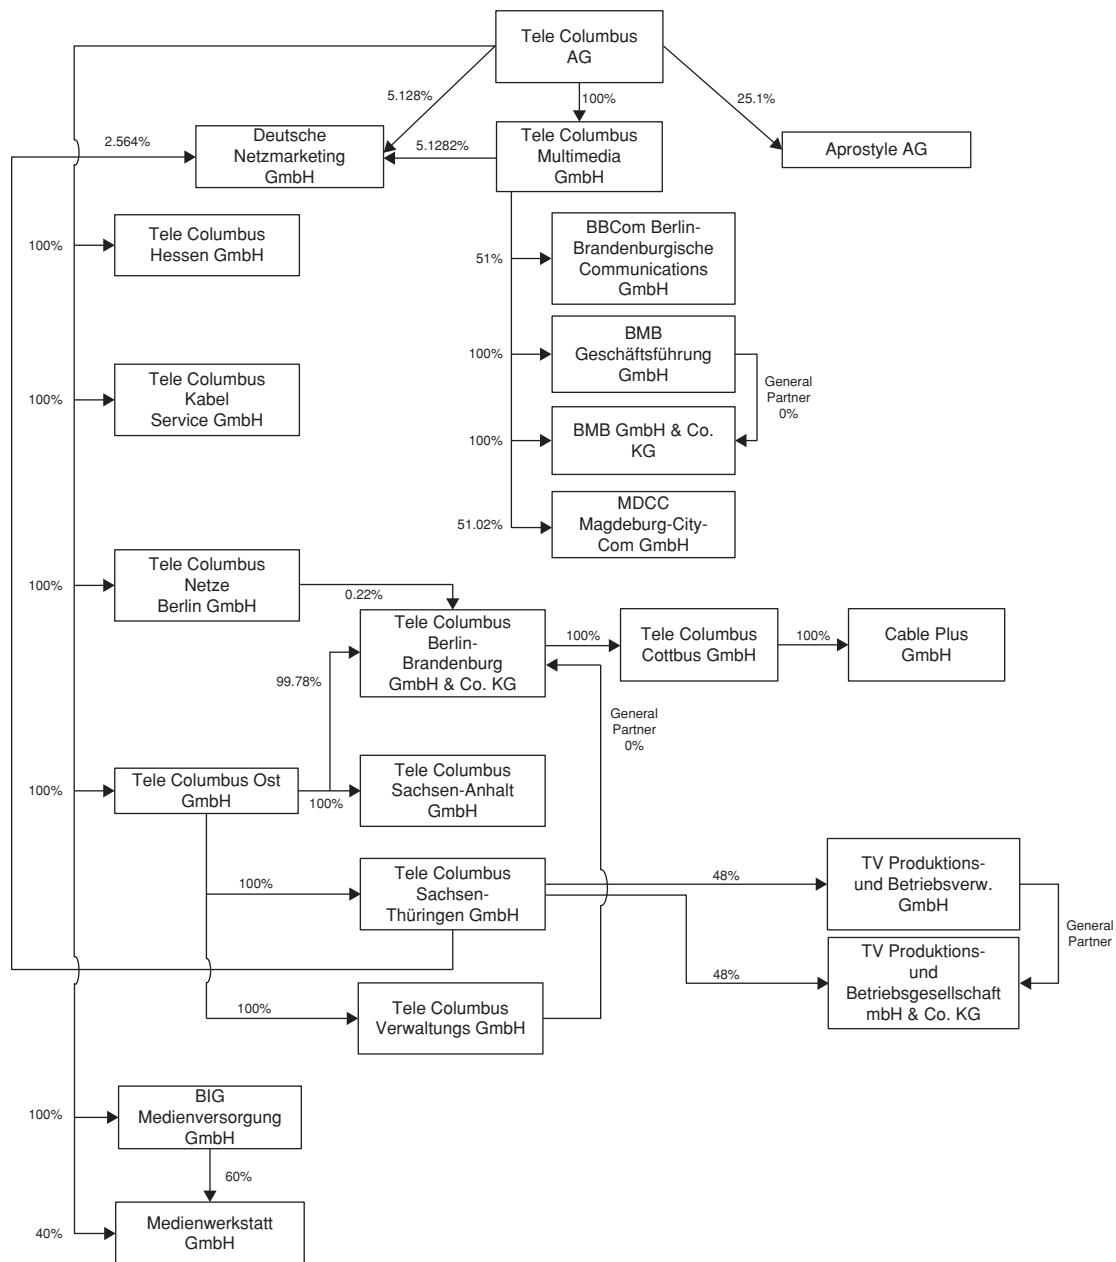 Tele Columbus
AG
5.128%
100%
25.1%
2.564%
Deutsche
Netzmarketing
GmbH
5.1282%
Tele Columbus
Multimedia
GmbH
Aprostyle AG
100%
Tele Columbus
Hessen GmbH
51%
BBCom Berlin-
Brandenburgische
Communications
GmbH
100%
BMB
Geschäftsführung
GmbH
General
Partner
0%
100%
Tele Columbus
Kabel
Service GmbH
100%
BMB GmbH & Co.
KG
51.02%
MDCC
Magdeburg-City-
Com GmbH
100%
Tele Columbus
Netze
Berlin GmbH
0.22%
Tele Columbus
Berlin-
Brandenburg
GmbH & Co. KG
100%
Tele Columbus
Cottbus GmbH
100%
Cable Plus
GmbH
99.78%
General
Partner
0%
100%
Tele Columbus Ost
GmbH
100%
Tele Columbus
Sachsen-Anhalt
GmbH
100%
Tele Columbus
Sachsen-
Thüringen GmbH
48%
TV Produktions-
und Betriebsverw.
GmbH
General
Partner
48%
TV Produktions-
und
Betriebsgesellschaft
mbH & Co. KG
100%
Tele Columbus
Verwaltungs GmbH
100%
BIG
Medienversorgung
GmbH
60%
40%
Medienwerkstatt
GmbH